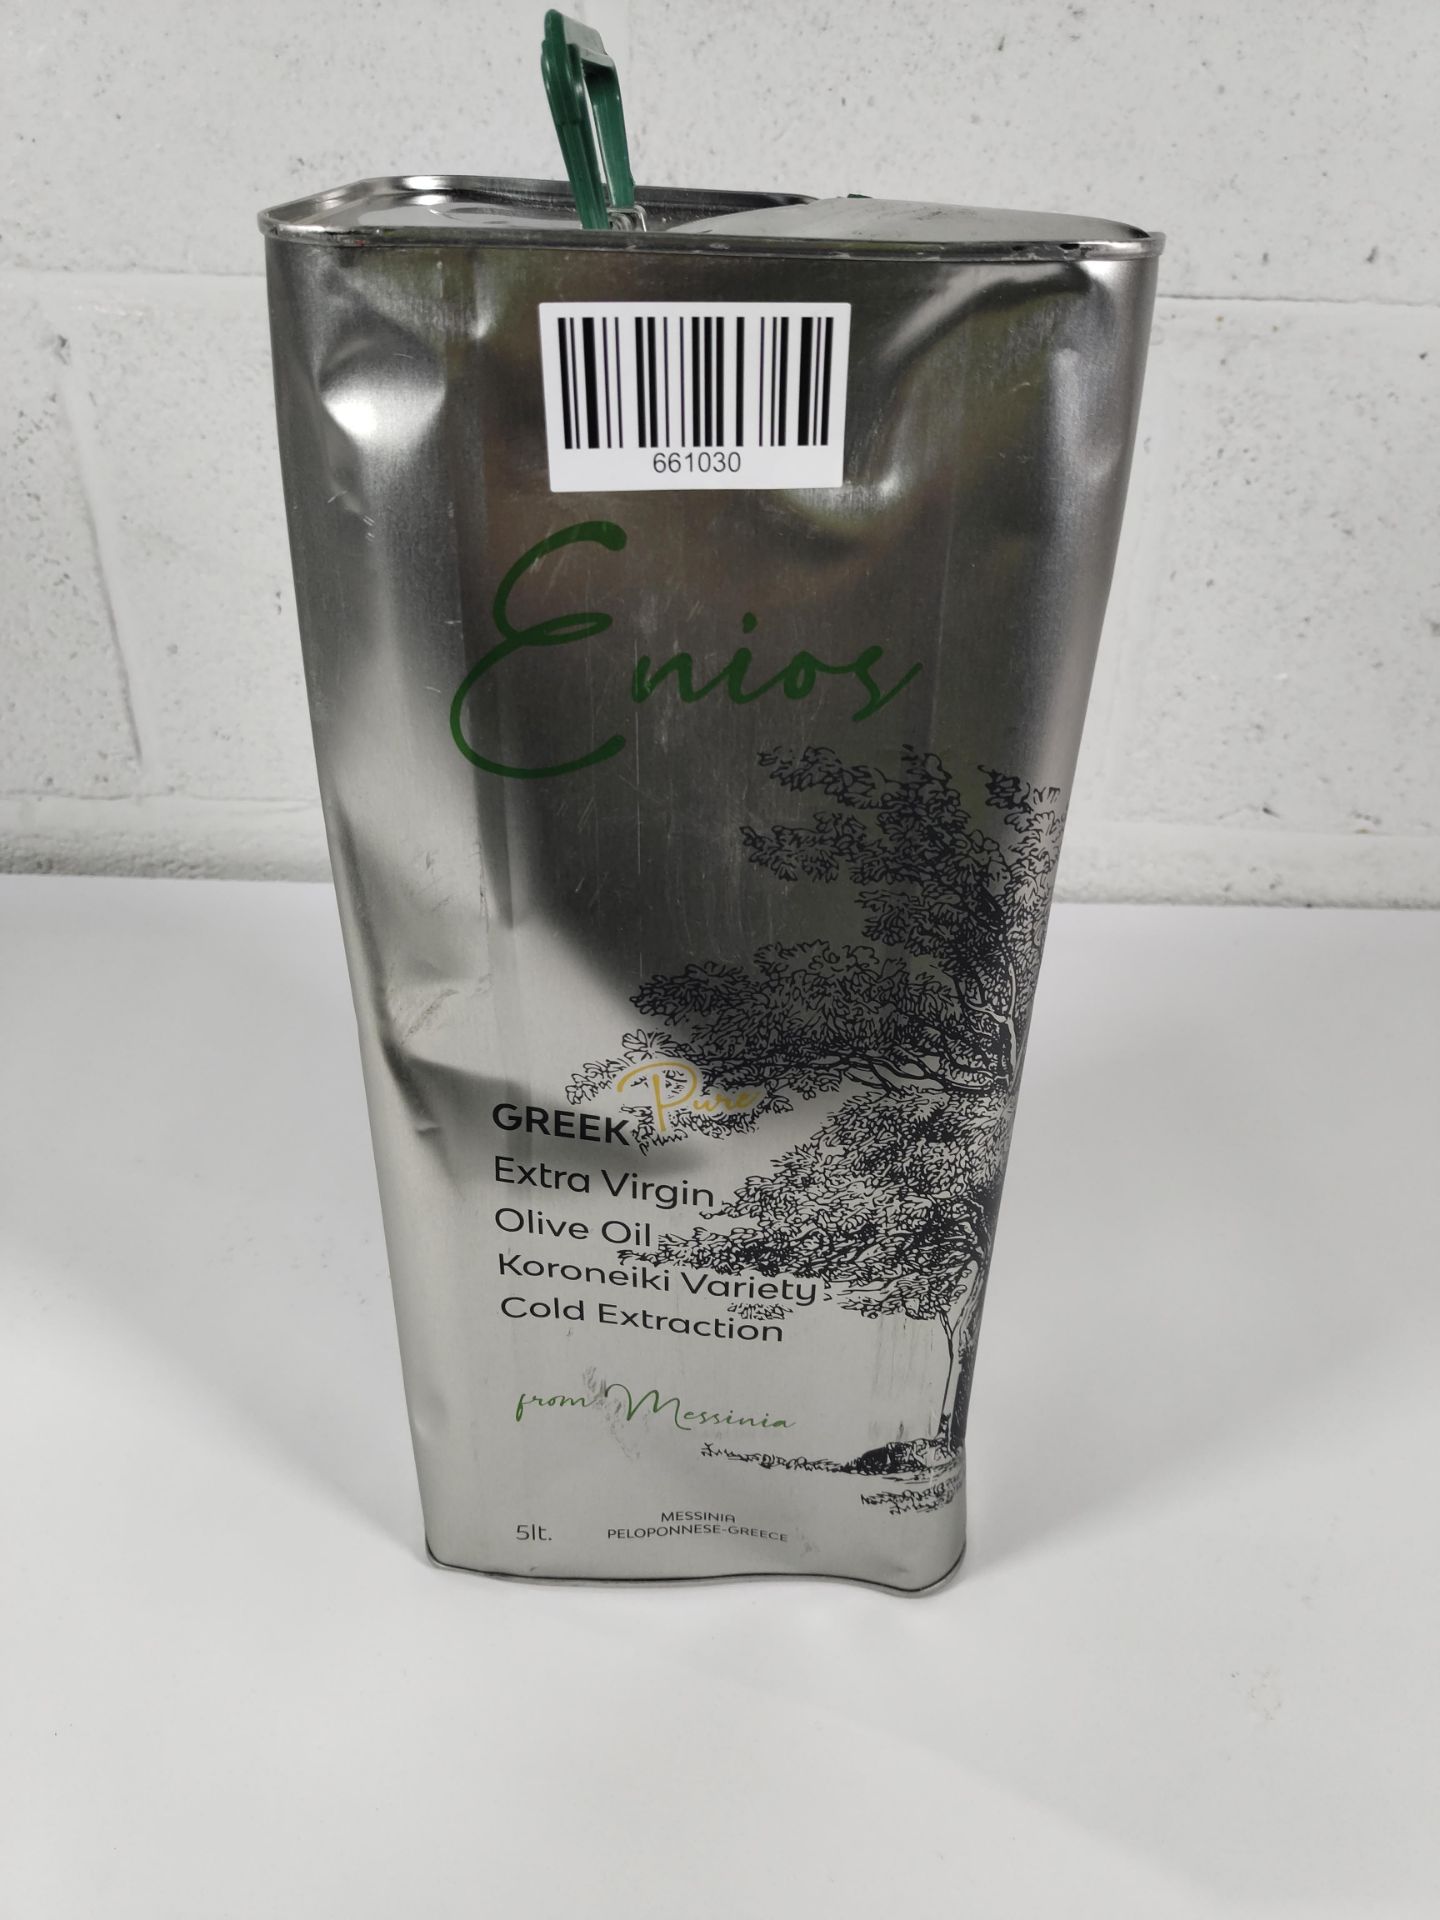 661030
Enios
GREEK Pure
Extra Virgin
Olive Oil
Koroneiki Variety
Cold Extraction
from Messinia
5lt.
MESSINIA
PELOPONNESE-GREECE